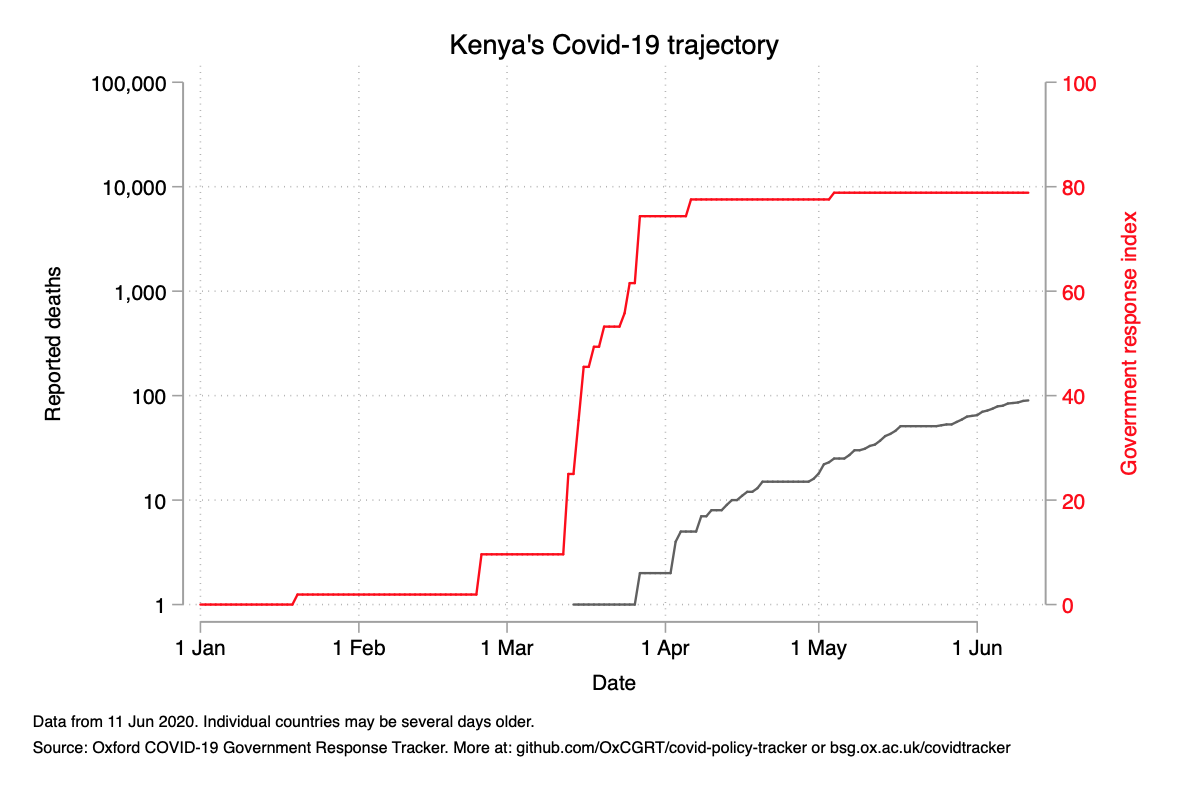 Kenya's Covid-19 trajectory
100,000
10,000
1,000
100
10
1
Reported deaths
100
80
60
40
20
0
Government response index
1 Jan
1 Feb
1 Mar
1 Apr
1 May
1 Jun
Date
Data from 11 Jun 2020. Individual countries may be several days older.
Source: Oxford COVID-19 Government Response Tracker. More at: github.com/OxCGRT/covid-policy-tracker or bsg.ox.ac.uk/covidtracker